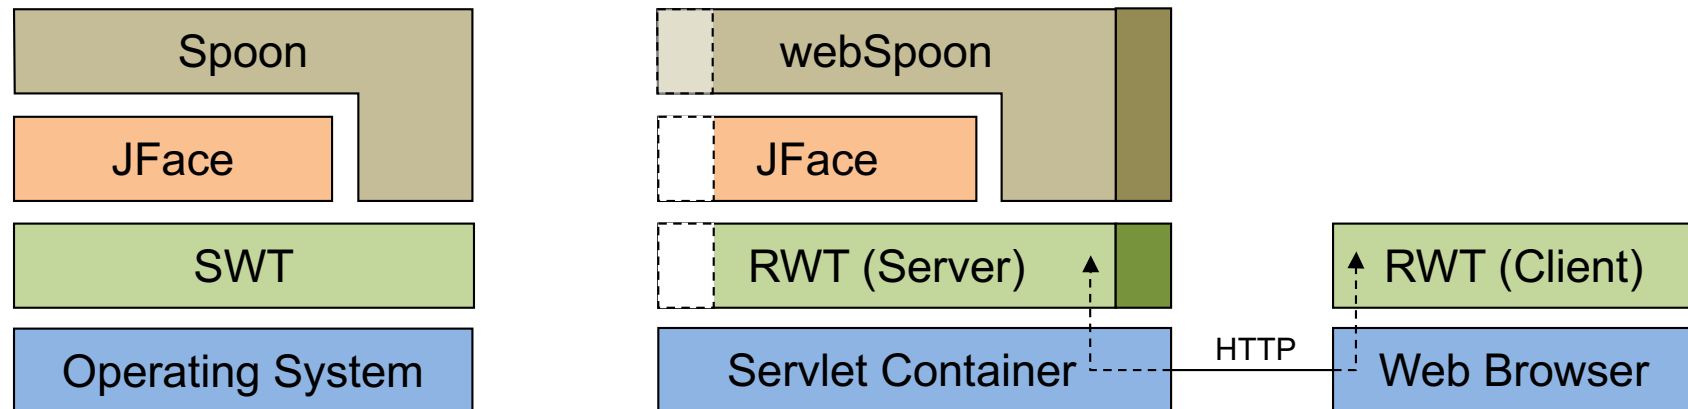 Spoon
webSpoon
JFace
JFace
SWT
RWT (Server)
RWT (Client)
Operating System
Servlet Container
HTTP
Web Browser